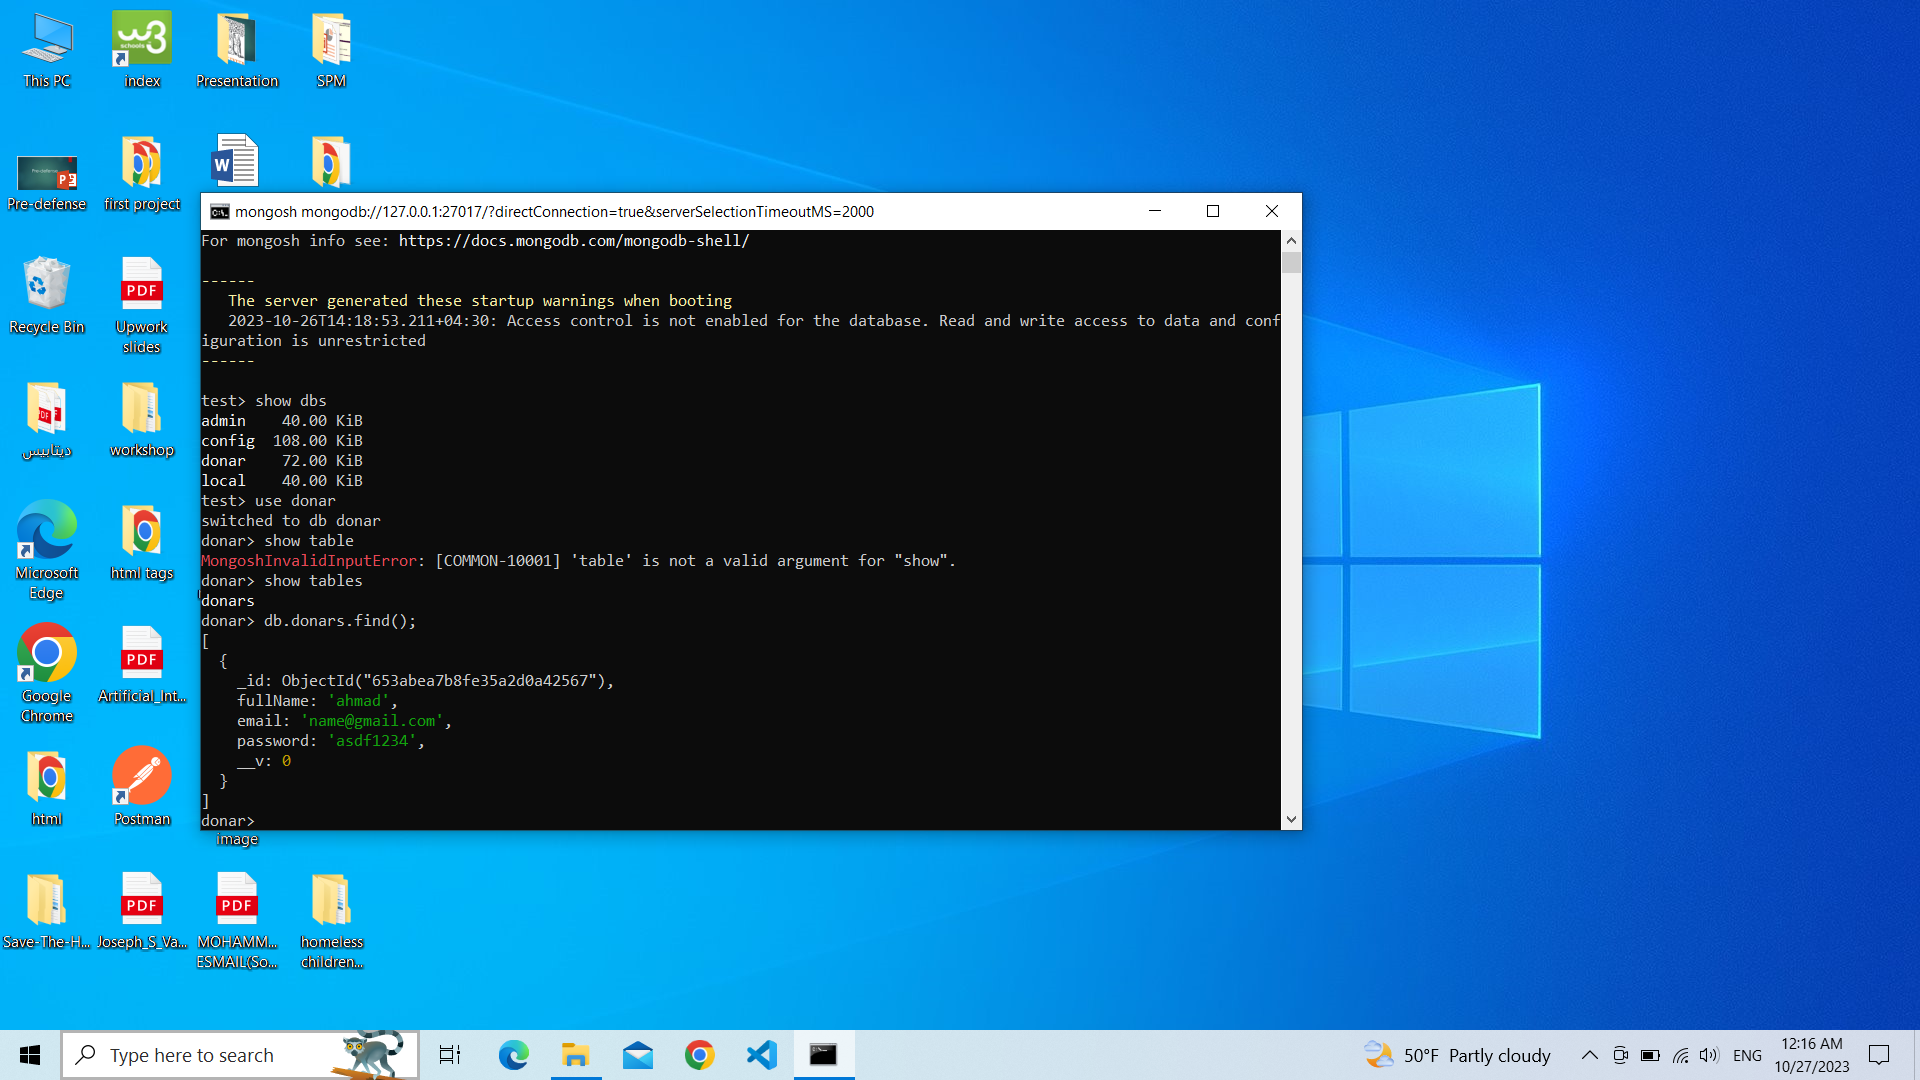 This PC
index
Presentation
SPM
Pre-defense
first project
mongosh mongodb://127.0.0.1:27017/?directConnection=true&serverSelectionTimeoutMS=2000
For mongosh info see: https://docs.mongodb.com/mongodb-shell/
------
The server generated these startup warnings when booting
2023-10-26T14:18:53.211+04:30: Access control is not enabled for the database. Read and write access to data and conf
iguration is unrestricted
------
test> show dbs
admin 40.00 KiB
config 108.00 KiB
donar 72.00 KiB
local 40.00 KiB
test> use donar
switched to db donar
donar> show table
MongoshInvalidInputError: [COMMON-10001] 'table' is not a valid argument for "show".
donar> show tables
donars
donar> db.donars.find();
[
{
_id: ObjectId("653abea7b8fe35a2d0a42567"),
fullName: 'ahmad',
email: 'name@gmail.com',
password: 'asdf1234',
__v: 0
}
]
donar>
Recycle Bin
Upwork
slides
ديتابيس
workshop
Microsoft
Edge
html tags
Google
Chrome
Artificial_Int...
html
Postman
image
Save-The-H...
Joseph_S_Va...
MOHAMM...
ESMAIL(So...
homeless
children...
Type here to search
50°F Partly cloudy
ENG
12:16 AM
10/27/2023